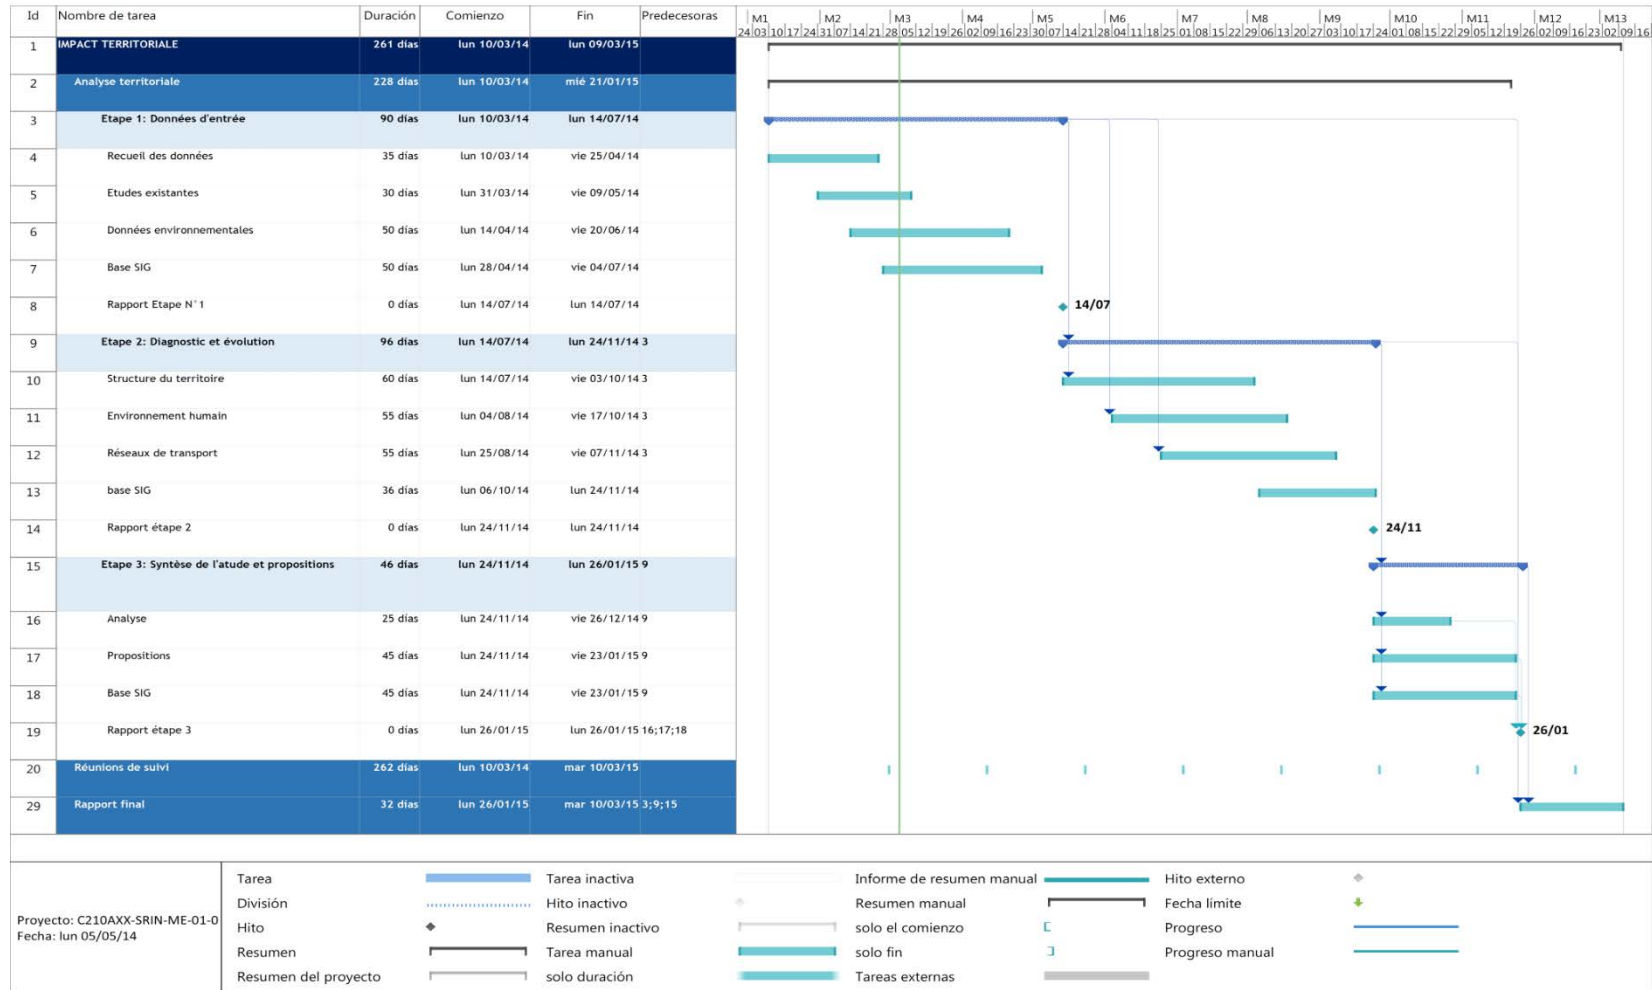 Id Nombre de tarea Duración Comienzo Fin Predecesoras M1 M2 M3 M4 M5 M6 M7 M8 M9 M10 M11 M12 M13
24 03 10 17 24 31 07 14 21 28 05 12 19 26 02 09 16 23 30 07 14 21 28 04 11 18 25 01 08 15 22 29 06 13 20 27 03 10 17 24 01 08 15 22 29 05 12 19 26 02 09 16 23 02 09 16
1 IMPACT TERRITORIALE 261 días lun 10/03/14 lun 09/03/15
2 Analyse territoriale 228 días lun 10/03/14 mié 21/01/15
3 Etape 1: Données d'entrée 90 días lun 10/03/14 lun 14/07/14
4 Recueil des données 35 días lun 10/03/14 vie 25/04/14
5 Etudes existantes 30 días lun 31/03/14 vie 09/05/14
6 Données environnementales 50 días lun 14/04/14 vie 20/06/14
7 Base SIG 50 días lun 28/04/14 vie 04/07/14
8 Rapport Etape N°1 0 días lun 14/07/14 lun 14/07/14 14/07
9 Etape 2: Diagnostic et évolution 96 días lun 14/07/14 lun 24/11/14 3
10 Structure du territoire 60 días lun 14/07/14 vie 03/10/14 3
11 Environnement humain 55 días lun 04/08/14 vie 17/10/14 3
12 Réseaux de transport 55 días lun 25/08/14 vie 07/11/14 3
13 base SIG 36 días lun 06/10/14 lun 24/11/14
14 Rapport étape 2 0 días lun 24/11/14 lun 24/11/14 24/11
15 Etape 3: Syntèse de l'atude et propositions 46 días lun 24/11/14 lun 26/01/15 9
16 Analyse 25 días lun 24/11/14 vie 26/12/14 9
17 Propositions 45 días lun 24/11/14 vie 23/01/15 9
18 Base SIG 45 días lun 24/11/14 vie 23/01/15 9
19 Rapport étape 3 0 días lun 26/01/15 lun 26/01/15 16;17;18 26/01
20 Réunions de suivi 262 días lun 10/03/14 mar 10/03/15
29 Rapport final 32 días lun 26/01/15 mar 10/03/15 3;9;15
Proyecto: C210AXX-SRIN-ME-01-0
Fecha: lun 05/05/14
Tarea Tarea inactiva Informe de resumen manual Hito externo
División Hito inactivo Resumen manual Fecha límite
Hito Resumen inactivo solo el comienzo Progreso
Resumen Tarea manual solo fin Progreso manual
Resumen del proyecto solo duración Tareas externas